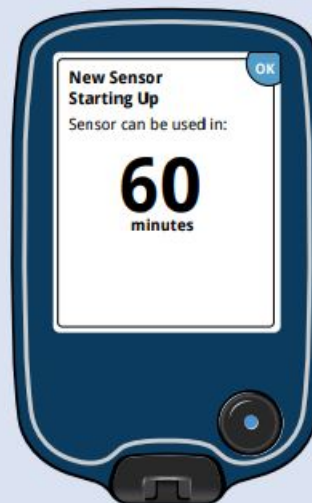 New Sensor
Starting Up
OK
Sensor can be used in:
60
minutes